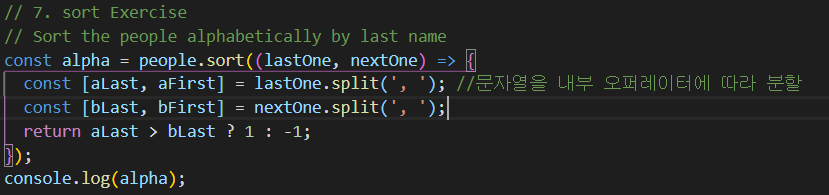 // 7. sort Exercise
// Sort the people alphabetically by last name
const alpha = people.sort((lastOne, nextOne) => {
const [aLast, aFirst] = lastOne.split(', '); //문자열을 내부 오퍼레이터에 따라 분할
const [bLast, bFirst] = nextOne.split(', ');
return aLast > bLast ? 1 : -1;
});
console.log(alpha);